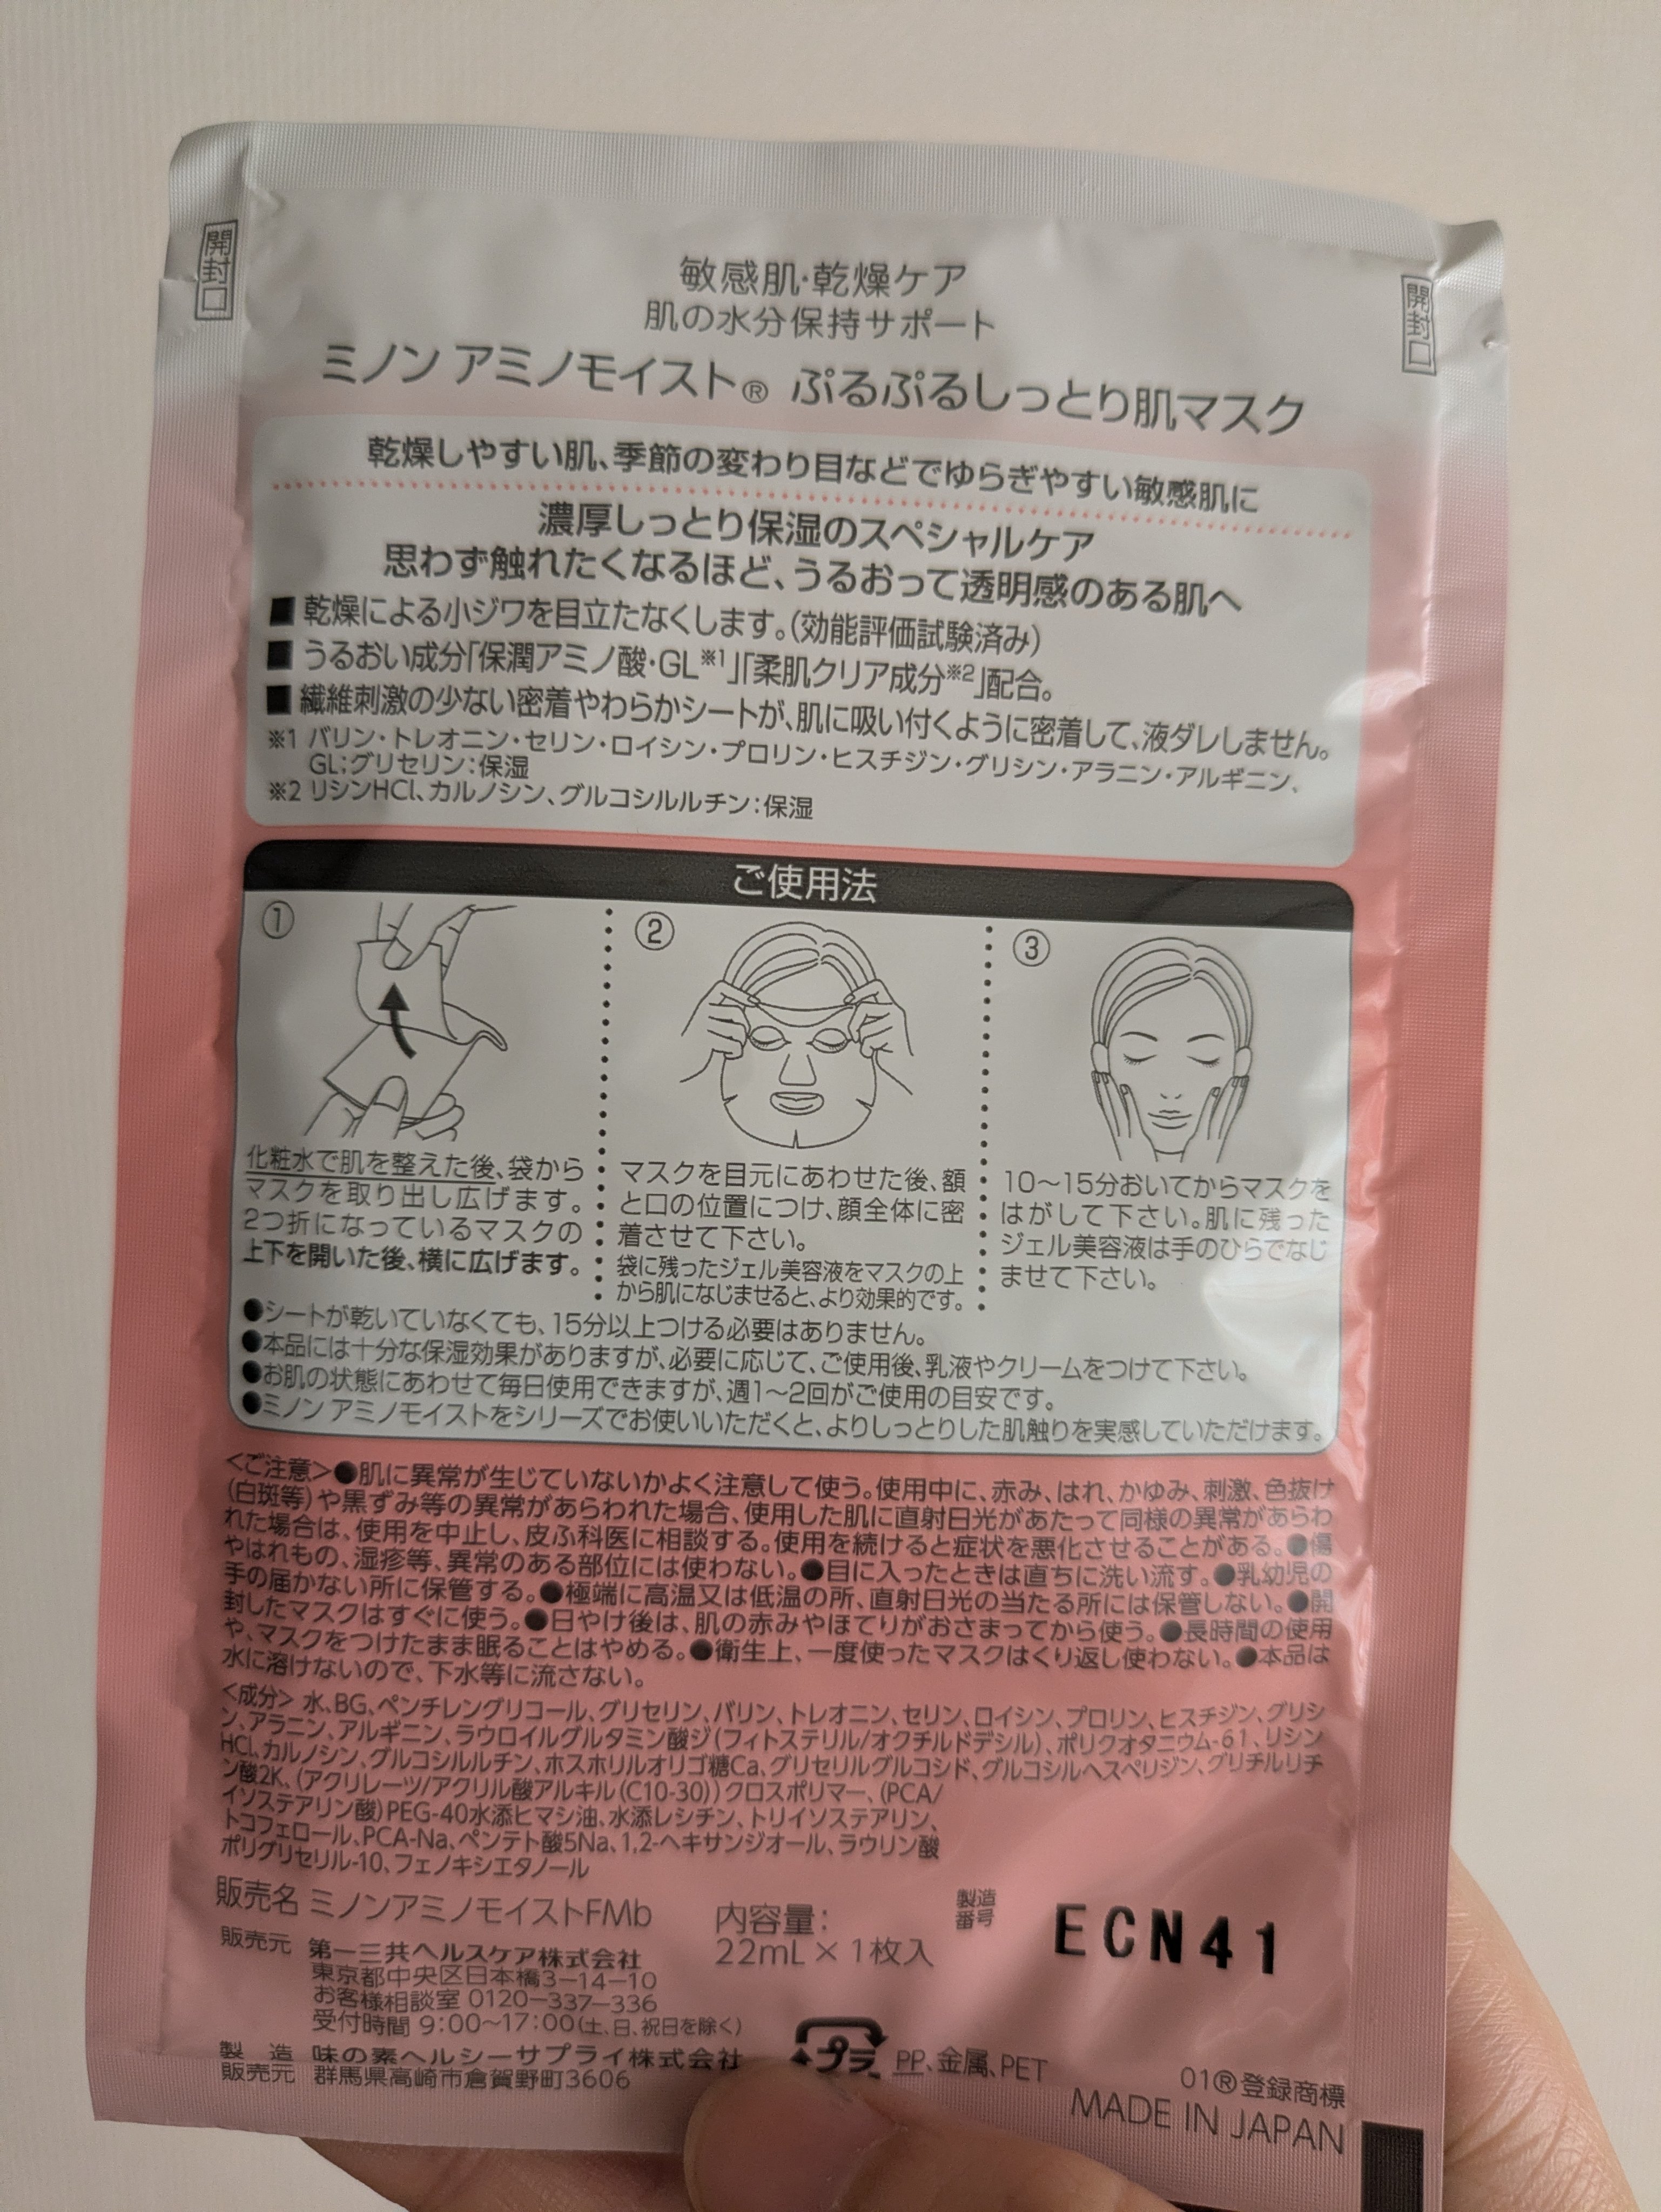 開封口
開封口
敏感肌・乾燥ケア
肌の水分保持サポート
ミノン アミノモイスト® ぷるぷるしっとり肌マスク
乾燥しやすい肌、季節の変わり目などでゆらぎやすい敏感肌に
濃厚しっとり保湿のスペシャルケア
思わず触れたくなるほど、うるおって透明感のある肌へ
■ 乾燥による小ジワを目立たなくします。(効能評価試験済み)
■ うるおい成分「保潤アミノ酸・GL※1」「柔肌クリア成分※2」配合。
■ 繊維刺激の少ない密着やわらかシートが、肌に吸い付くように密着して、液ダレしません。
※1 バリン・トレオニン・セリン・ロイシン・プロリン・ヒスチジン・グリシン・アラニン・アルギニン、
GL:グリセリン:保湿
※2 リシンHCl、カルノシン、グルコシルルチン:保湿
ご使用法
①
化粧水で肌を整えた後、袋から
マスクを取り出し広げます。
2つ折になっているマスクの
上下を開いた後、横に広げます。
②
マスクを目元にあわせた後、額
と口の位置につけ、顔全体に密
着させて下さい。
袋に残ったジェル美容液をマスクの上
から肌になじませると、より効果的です。
③
10〜15分おいてからマスクを
はがして下さい。肌に残った
ジェル美容液は手のひらでなじ
ませて下さい。
●シートが乾いていなくても、15分以上つける必要はありません。
●本品には十分な保湿効果がありますが、必要に応じて、ご使用後、乳液やクリームをつけて下さい。
●お肌の状態にあわせて毎日使用できますが、週1〜2回がご使用の目安です。
●ミノン アミノモイストをシリーズでお使いいただくと、よりしっとりした肌触りを実感していただけます。
<ご注意>●肌に異常が生じていないかよく注意して使う。使用中に、赤み、はれ、かゆみ、刺激、色抜け
(白斑等)や黒ずみ等の異常があらわれた場合、使用した肌に直射日光があたって同様の異常があらわ
れた場合は、使用を中止し、皮ふ科医に相談する。使用を続けると症状を悪化させることがある。●傷
やはれもの、湿疹等、異常のある部位には使わない。●目に入ったときは直ちに洗い流す。●乳幼児の
手の届かない所に保管する。●極端に高温又は低温の所、直射日光の当たる所には保管しない。●開
封したマスクはすぐに使う。●日やけ後は、肌の赤みやほてりがおさまってから使う。●長時間の使用
や、マスクをつけたまま眠ることはやめる。●衛生上、一度使ったマスクはくり返し使わない。●本品は
水に溶けないので、下水等に流さない。
<成分> 水、BG、ペンチレングリコール、グリセリン、バリン、トレオニン、セリン、ロイシン、プロリン、ヒスチジン、グリシ
ン、アラニン、アルギニン、ラウロイルグルタミン酸ジ(フィトステリル/オクチルドデシル)、ポリクオタニウム-61、リシン
HCl、カルノシン、グルコシルルチン、ホスホリルオリゴ糖Ca、グリセリルグルコシド、グルコシルヘスペリジン、グリチルリチ
ン酸2K、(アクリレーツ/アクリル酸アルキル(C10-30))クロスポリマー、(PCA/
イソステアリン酸)PEG-40水添ヒマシ油、水添レシチン、トリイソステアリン、
トコフェロール、PCA-Na、ペンテト酸5Na、1,2-ヘキサンジオール、ラウリン酸
ポリグリセリル-10、フェノキシエタノール
販売名 ミノンアミノモイストFMb
内容量:
22mL×1枚入
製造
番号
ECN41
販売元 第一三共ヘルスケア株式会社
東京都中央区日本橋3−14−10
お客様相談室 0120−337−336
受付時間 9:00〜17:00(土、日、祝日を除く)
製 造
販売元
味の素ヘルシーサプライ株式会社
群馬県高崎市倉賀野町3606
プラ
PP、金属、PET
01®登録商標
MADE IN JAPAN